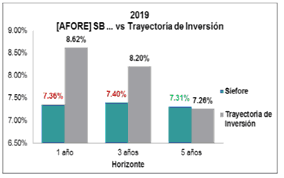 2019
[AFORE] SB ... vs Trayectoria de Inversión
9.00%
8.50%
8.00%
7.50%
7.00%
6.50%
7.36%
8.62%
7.40%
8.20%
7.31%
7.26%
1 año
3 años
5 años
Horizonte
Siefore
Trayectoria de
Inversión